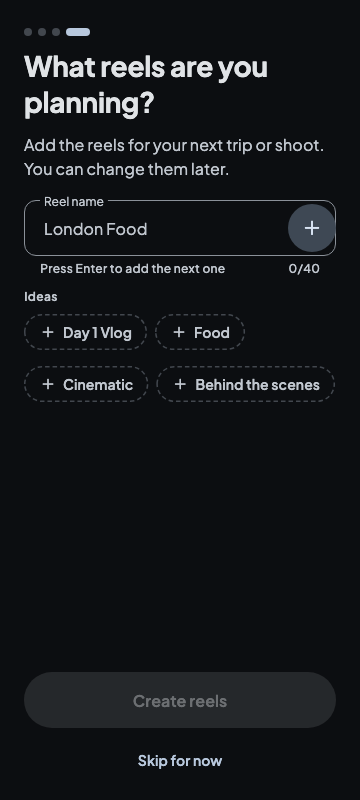 What reels are you
planning?
Add the reels for your next trip or shoot.
You can change them later.
Reel name
London Food
Press Enter to add the next one 0/40
Ideas
Day 1 Vlog Food
Cinematic Behind the scenes
Create reels
Skip for now